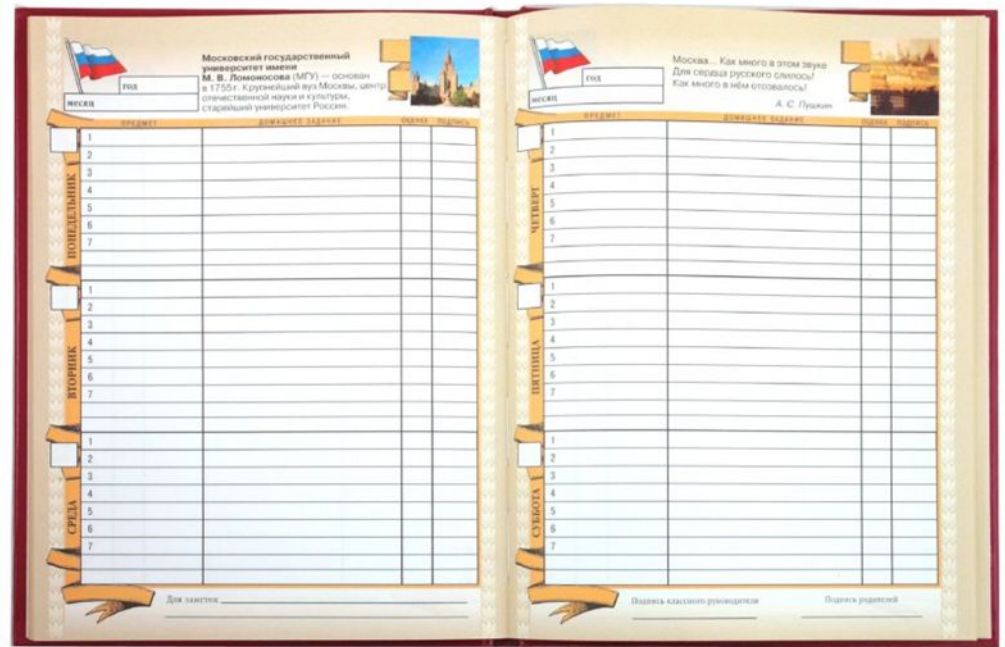 Московский государственный
университет имени
М. В. Ломоносова (МГУ) — основан
в 1755 г. Крупнейший вуз Москвы, центр
отечественной науки и культуры,
старейший университет России.
ГОД
МЕСЯЦ
ПРЕДМЕТ ДОМАШНЕЕ ЗАДАНИЕ ОЦЕНКА ПОДПИСЬ
ПОНЕДЕЛЬНИК
1
2
3
4
5
6
7
ВТОРНИК
1
2
3
4
5
6
7
СРЕДА
1
2
3
4
5
6
7
Для заметок
Москва... Как много в этом звуке
Для сердца русского слилось!
Как много в нём отозвалось!
А. С. Пушкин
ГОД
МЕСЯЦ
ПРЕДМЕТ ДОМАШНЕЕ ЗАДАНИЕ ОЦЕНКА ПОДПИСЬ
ЧЕТВЕРГ
1
2
3
4
5
6
7
ПЯТНИЦА
1
2
3
4
5
6
7
СУББОТА
1
2
3
4
5
6
7
Подпись классного руководителя Подпись родителей